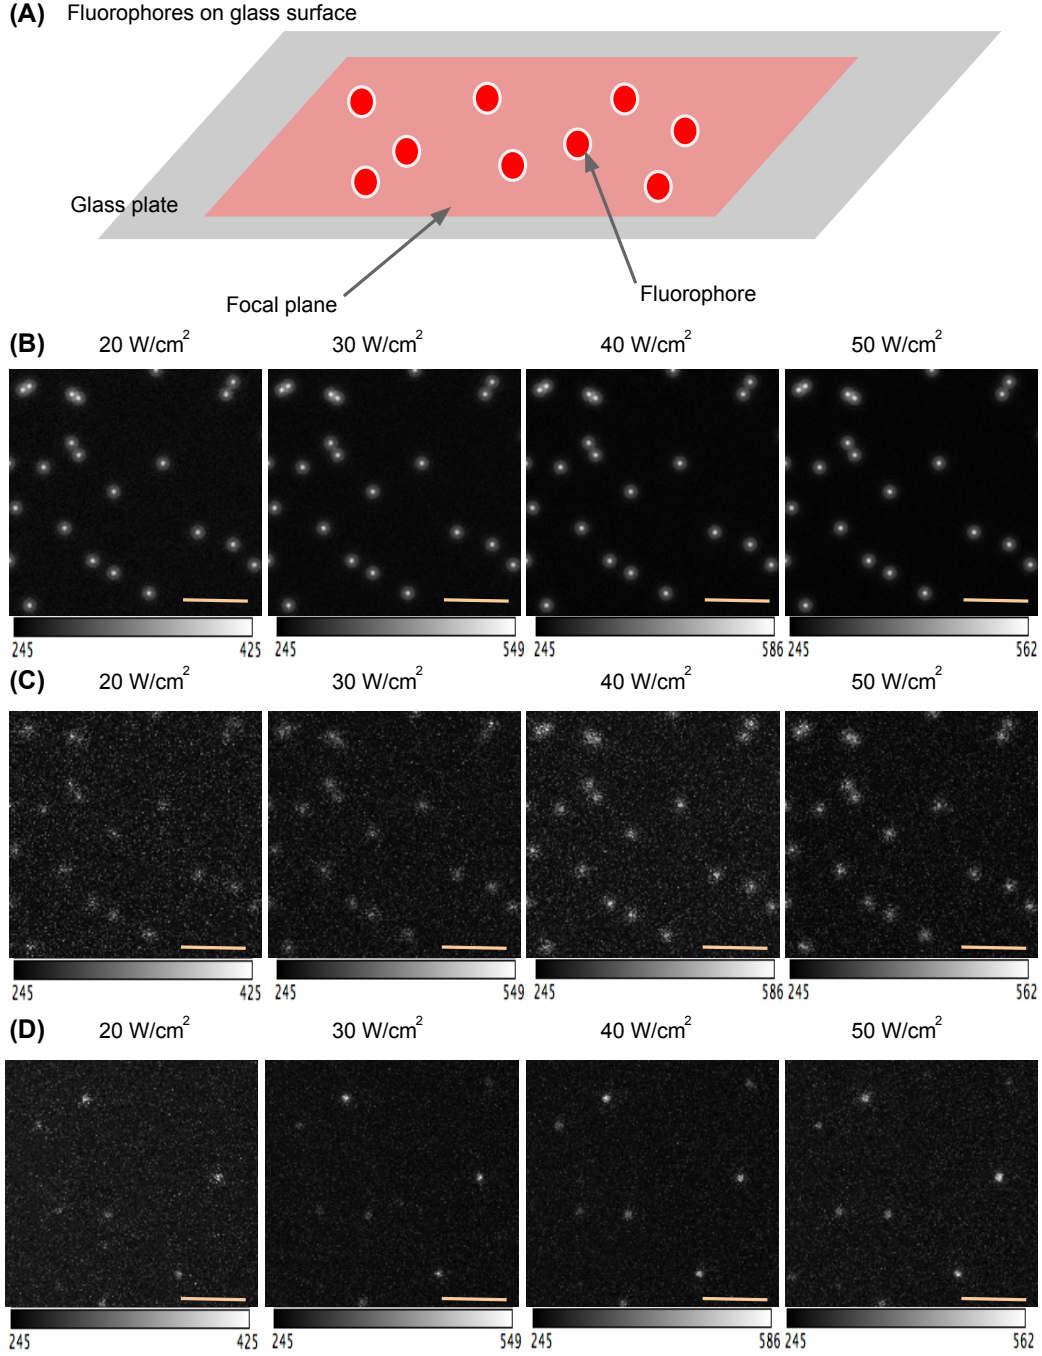 (A) Fluorophores on glass surface
Glass plate
Focal plane
Fluorophore
(B) 20 W/cm² 30 W/cm² 40 W/cm² 50 W/cm²
245 425 245 549 245 586 245 562
(C) 20 W/cm² 30 W/cm² 40 W/cm² 50 W/cm²
245 425 245 549 245 586 245 562
(D) 20 W/cm² 30 W/cm² 40 W/cm² 50 W/cm²
245 425 245 549 245 586 245 562